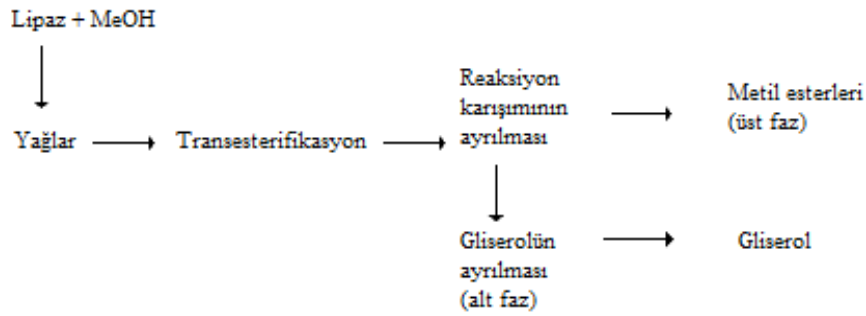 Lipaz + MeOH
Yağlar
Transesterifikasyon
Reaksiyon
karışımının
ayrılması
Metil esterleri
(üst faz)
Gliserolün
ayrılması
(alt faz)
Gliserol